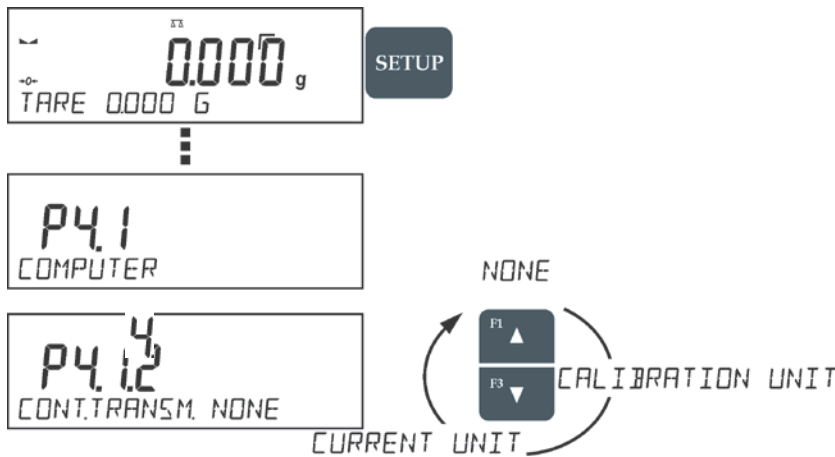 0.000 g
SETUP
TARE 0.000 G
P4.1
COMPUTER
NONE
4.
P4.1.2
CONT.TRANSM. NONE
F1
F3
CALIBRATION UNIT
CURRENT UNIT